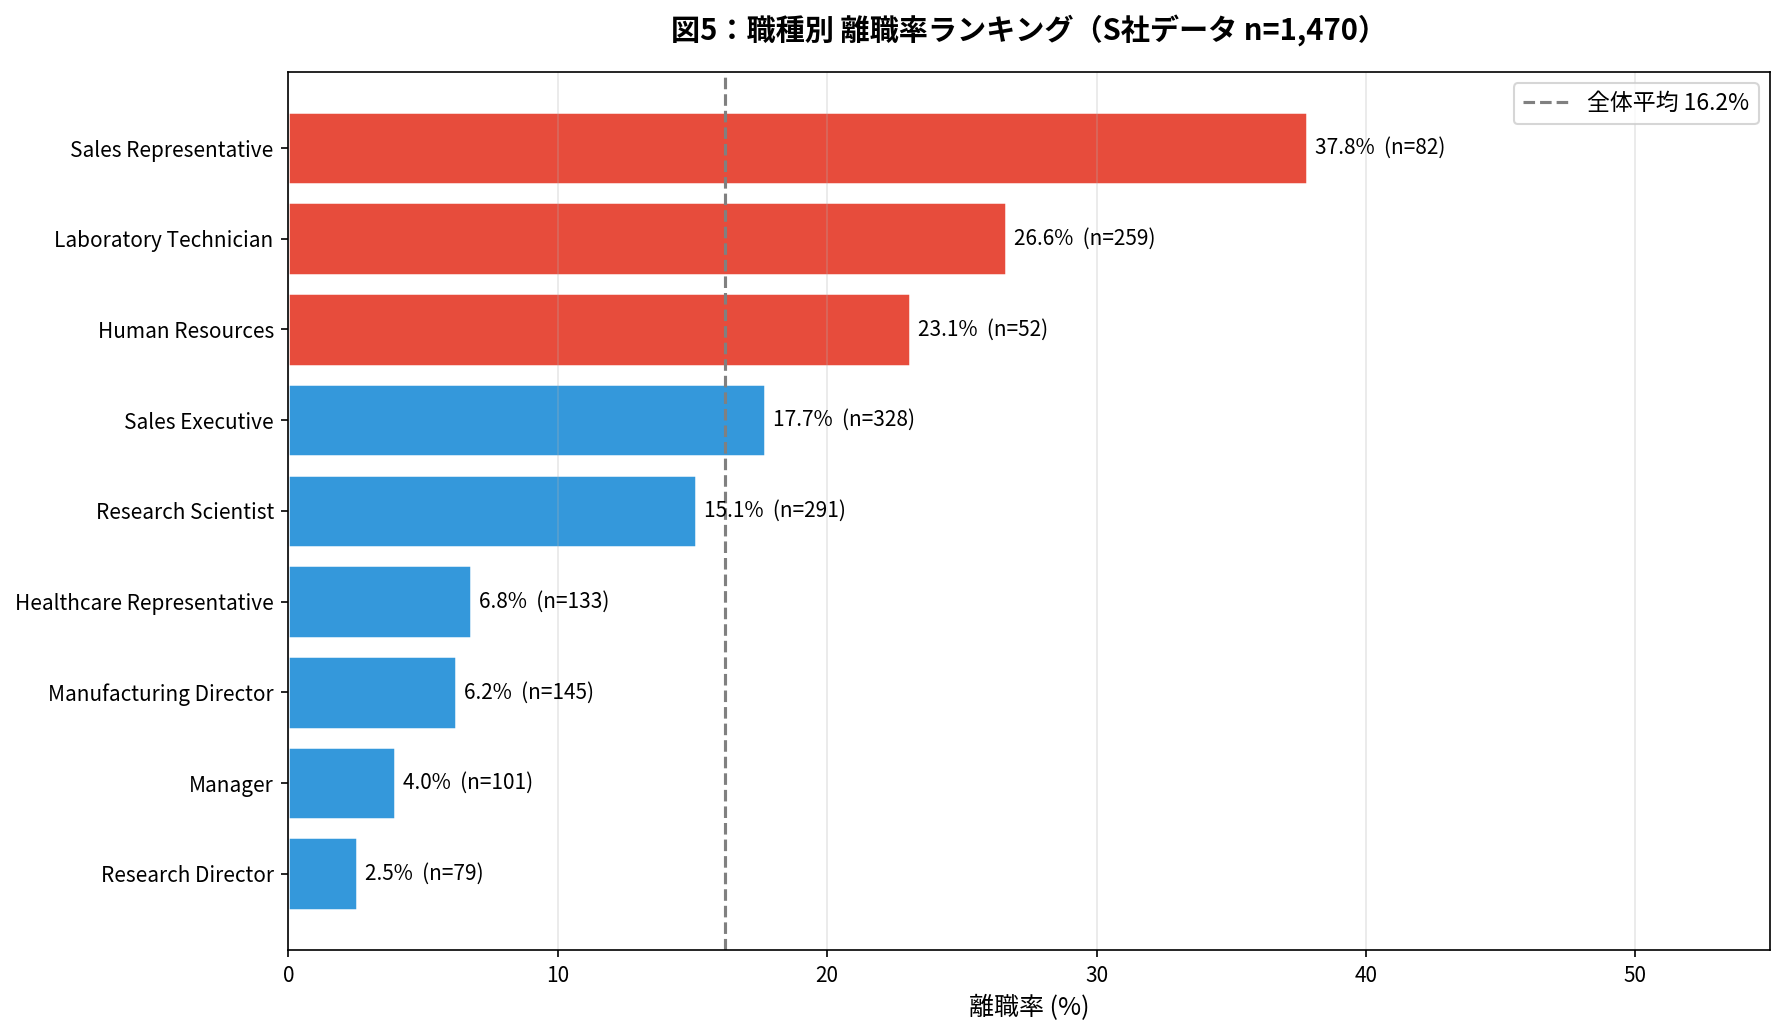 図5：職種別 離職率ランキング（S社データ n=1,470）
全体平均 16.2%
Sales Representative 37.8% (n=82)
Laboratory Technician 26.6% (n=259)
Human Resources 23.1% (n=52)
Sales Executive 17.7% (n=328)
Research Scientist 15.1% (n=291)
Healthcare Representative 6.8% (n=133)
Manufacturing Director 6.2% (n=145)
Manager 4.0% (n=101)
Research Director 2.5% (n=79)
0 10 20 30 40 50
離職率 (%)